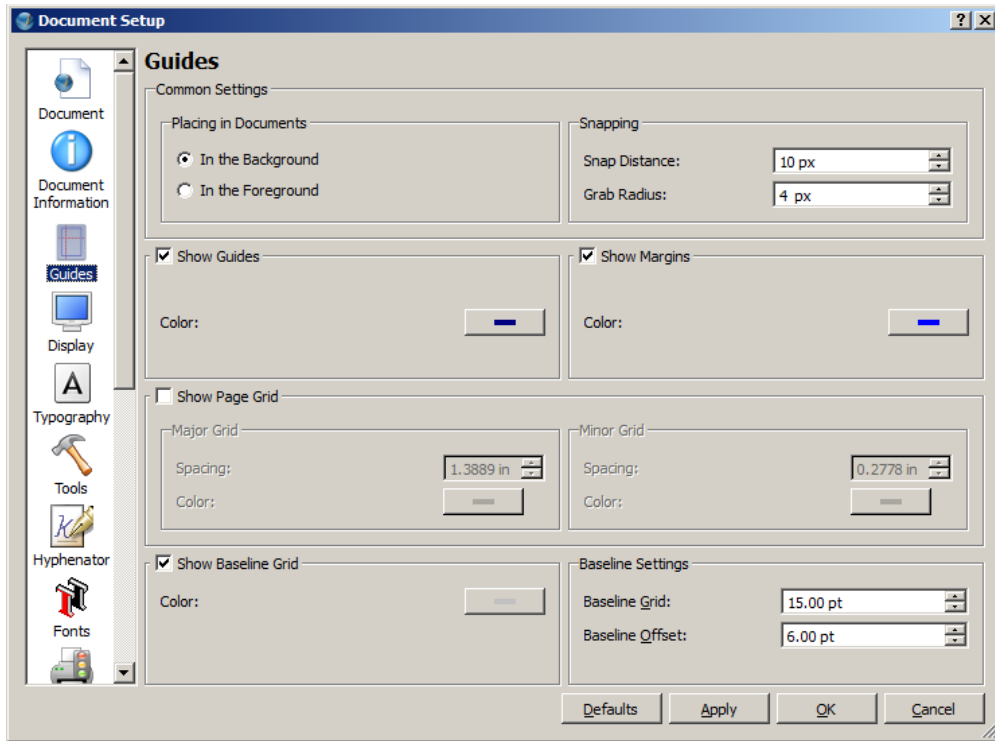 Document Setup
Document
Document
Information
Guides
Display
Typography
Tools
Hyphenator
Fonts
Guides
Common Settings
Placing in Documents
In the Background
In the Foreground
Snapping
Snap Distance: 10 px
Grab Radius: 4 px
Show Guides
Color:
Show Margins
Color:
Show Page Grid
Major Grid
Spacing: 1.3889 in
Color:
Minor Grid
Spacing: 0.2778 in
Color:
Show Baseline Grid
Color:
Baseline Settings
Baseline Grid: 15.00 pt
Baseline Offset: 6.00 pt
Defaults Apply OK Cancel